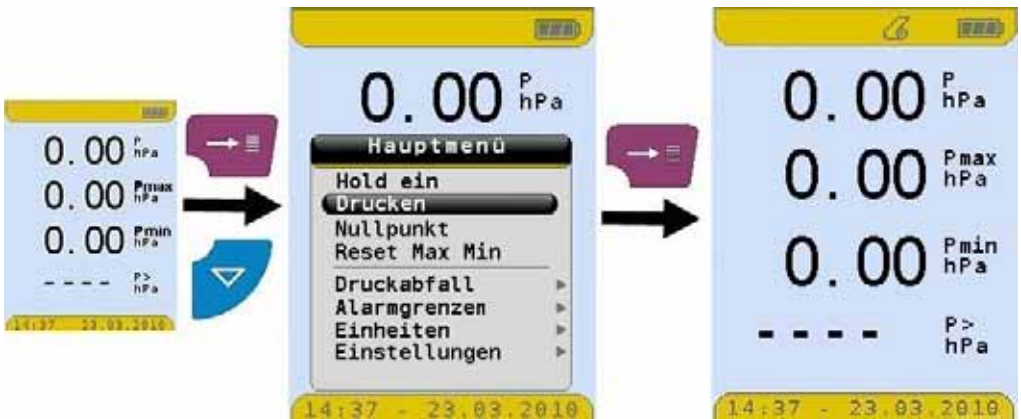 0.00 P hPa
0.00 Pmax hPa
0.00 Pmin hPa
---- P> hPa
14:37 23.03.2010
0.00 P hPa
Hauptmenü
Hold ein
Drucken
Nullpunkt
Reset Max Min
Druckabfall
Alarmgrenzen
Einheiten
Einstellungen
14:37 - 23.03.2010
0.00 P hPa
0.00 Pmax hPa
0.00 Pmin hPa
---- P> hPa
14:37 - 23.03.2010